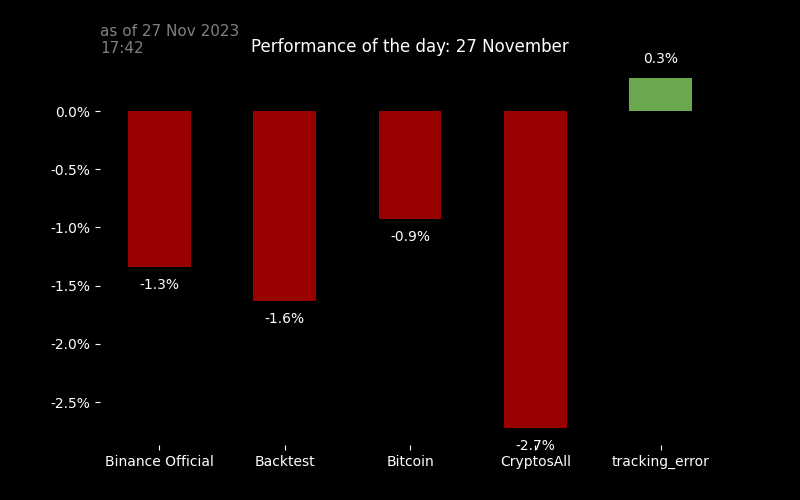 as of 27 Nov 2023
17:42
Performance of the day: 27 November
0.3%
0.0%
-0.5%
-1.0%
-0.9%
-1.5%
-1.3%
-1.6%
-2.0%
-2.5%
-2.7%
Binance Official
Backtest
Bitcoin
CryptosAll
tracking_error